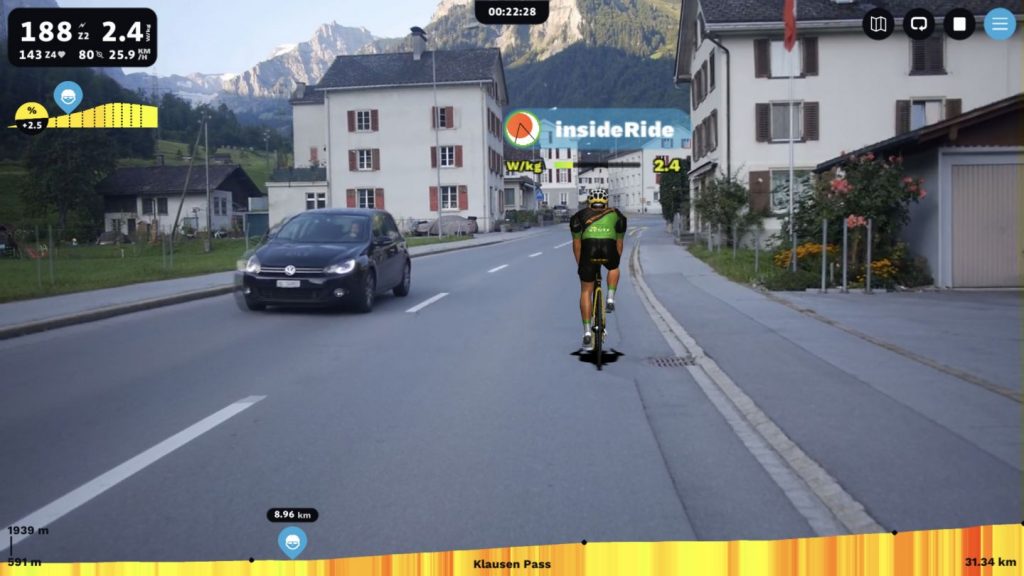 188 Z2 2.4 W/kg
143 Z4 80 25.9 KM/H
00:22:28
%
+2.5
insideRide
W/kg 2.4
8.96 km
1939 m
591 m
Klausen Pass
31.34 km